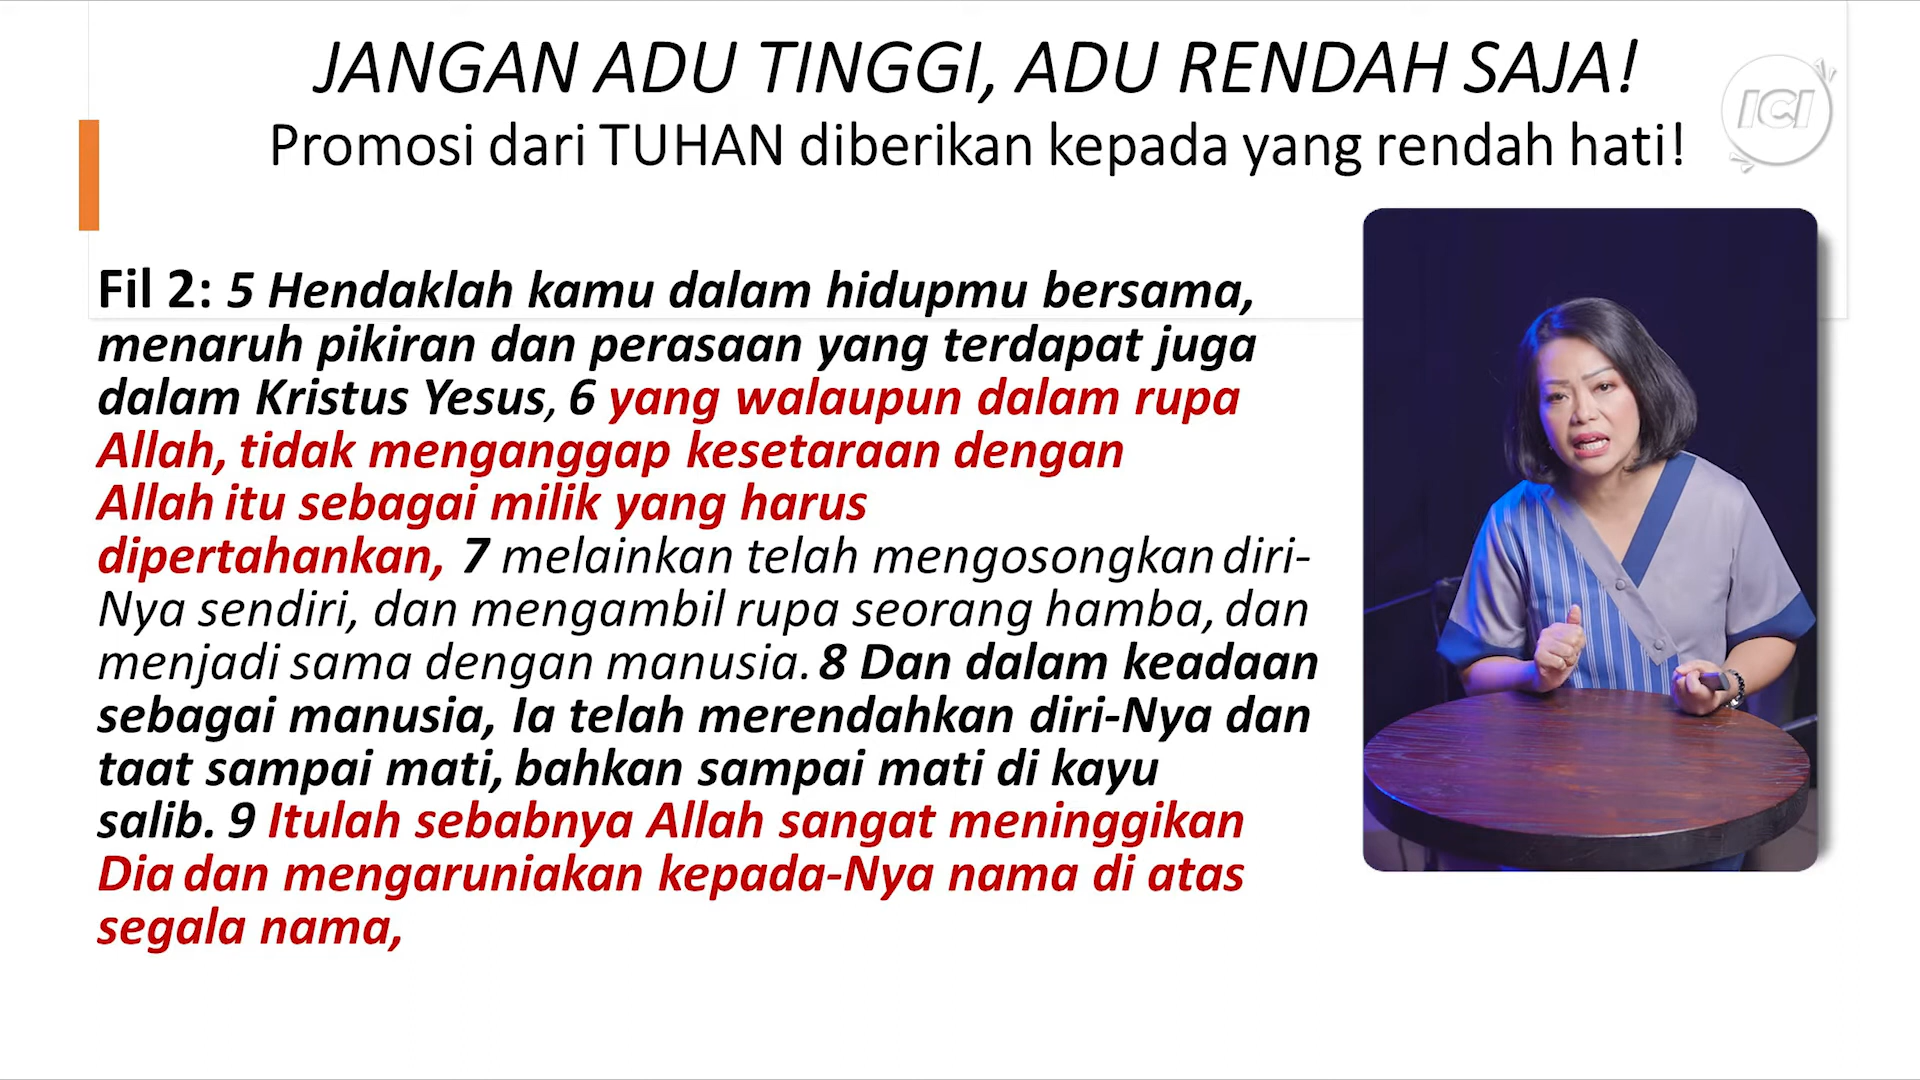 JANGAN ADU TINGGI, ADU RENDAH SAJA!
Promosi dari TUHAN diberikan kepada yang rendah hati!
ICI
Fil 2: 5 Hendaklah kamu dalam hidupmu bersama,
menaruh pikiran dan perasaan yang terdapat juga
dalam Kristus Yesus, 6 yang walaupun dalam rupa
Allah, tidak menganggap kesetaraan dengan
Allah itu sebagai milik yang harus
dipertahankan, 7 melainkan telah mengosongkan diri-
Nya sendiri, dan mengambil rupa seorang hamba, dan
menjadi sama dengan manusia. 8 Dan dalam keadaan
sebagai manusia, Ia telah merendahkan diri-Nya dan
taat sampai mati, bahkan sampai mati di kayu
salib. 9 Itulah sebabnya Allah sangat meninggikan
Dia dan mengaruniakan kepada-Nya nama di atas
segala nama,